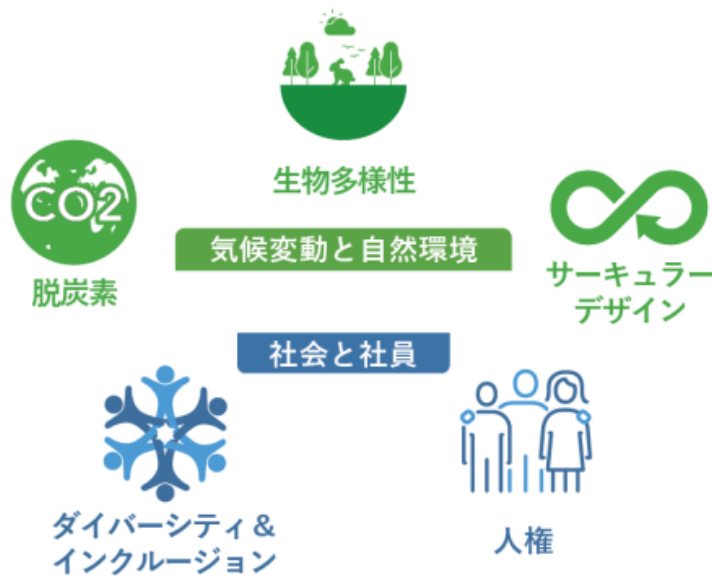 生物多様性
CO2
脱炭素
気候変動と自然環境
サーキュラー
デザイン
社会と社員
ダイバーシティ&
インクルージョン
人権